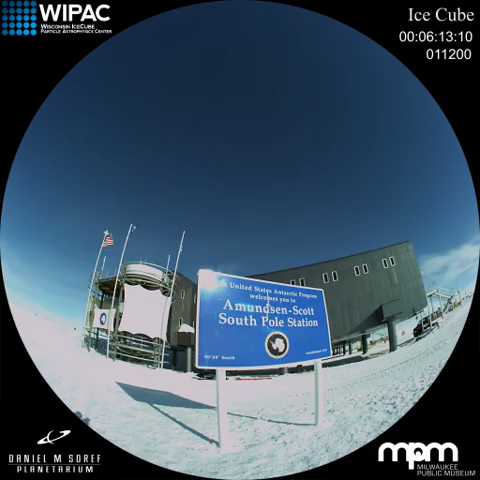 WIPAC
WISCONSIN ICECUBE
PARTICLE ASTROPHYSICS CENTER
Ice Cube
00:06:13:10
011200
The United States Antarctic Program
welcomes you to
Amundsen-Scott
South Pole Station
DANIEL M SOREF
PLANETARIUM
mpm
MILWAUKEE
PUBLIC MUSEUM